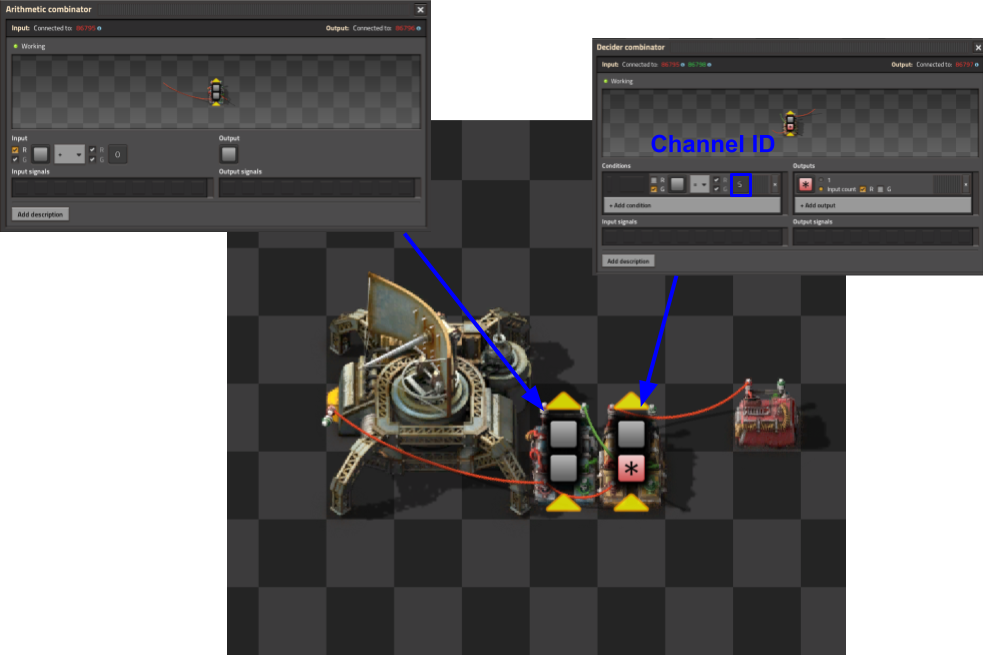 Arithmetic combinator
Input: Connected to: 86795 Output: Connected to: 86796
Working
Input Output
R R
G G 0
Input signals Output signals
Add description
Decider combinator
Input: Connected to: 86795 86796 Output: Connected to: 86797
Working
Channel ID
Conditions Outputs
R R 5 1
G G Input count R G
+ Add condition + Add output
Input signals Output signals
Add description